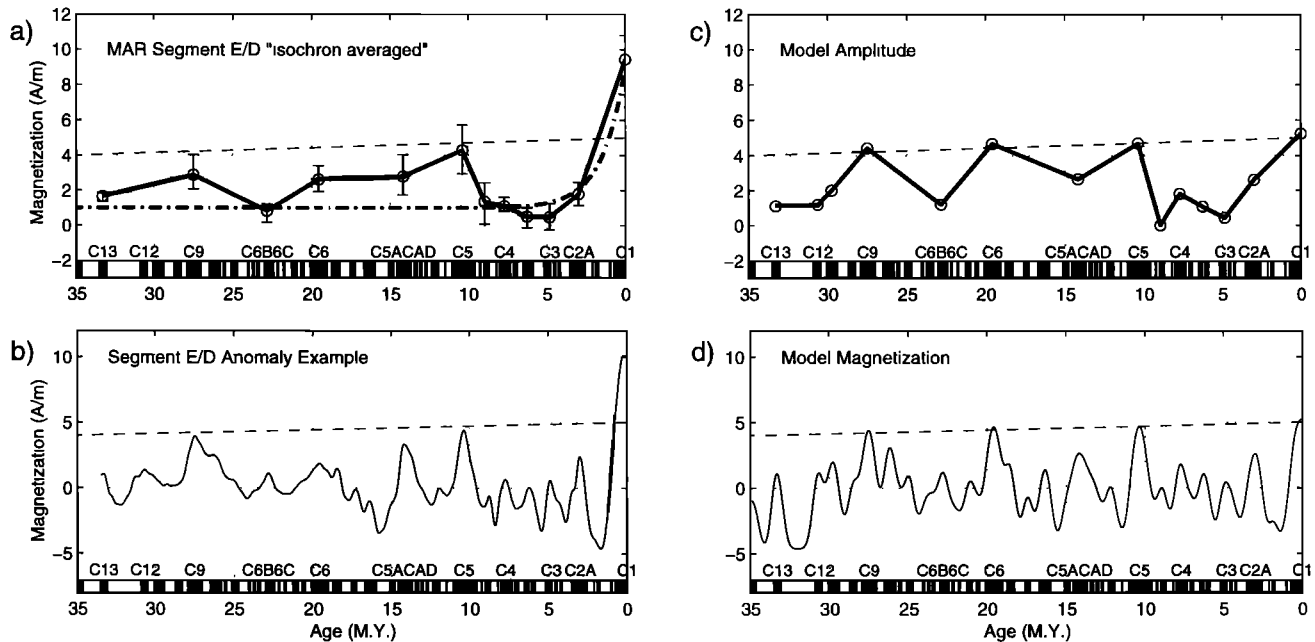 a)
MAR Segment E/D "isochron averaged"
Magnetization (A/m)
12
10
8
6
4
2
0
−2
C13 C12 C9 C6B6C C6 C5ACAD C5 C4 C3 C2A C1
35 30 25 20 15 10 5 0
b)
Segment E/D Anomaly Example
Magnetization (A/m)
10
5
0
−5
C13 C12 C9 C6B6C C6 C5ACAD C5 C4 C3 C2A C1
35 30 25 20 15 10 5 0
Age (M.Y.)
c)
Model Amplitude
12
10
8
6
4
2
0
−2
C13 C12 C9 C6B6C C6 C5ACAD C5 C4 C3 C2A C1
35 30 25 20 15 10 5 0
d)
Model Magnetization
10
5
0
−5
C13 C12 C9 C6B6C C6 C5ACAD C5 C4 C3 C2A C1
35 30 25 20 15 10 5 0
Age (M.Y.)